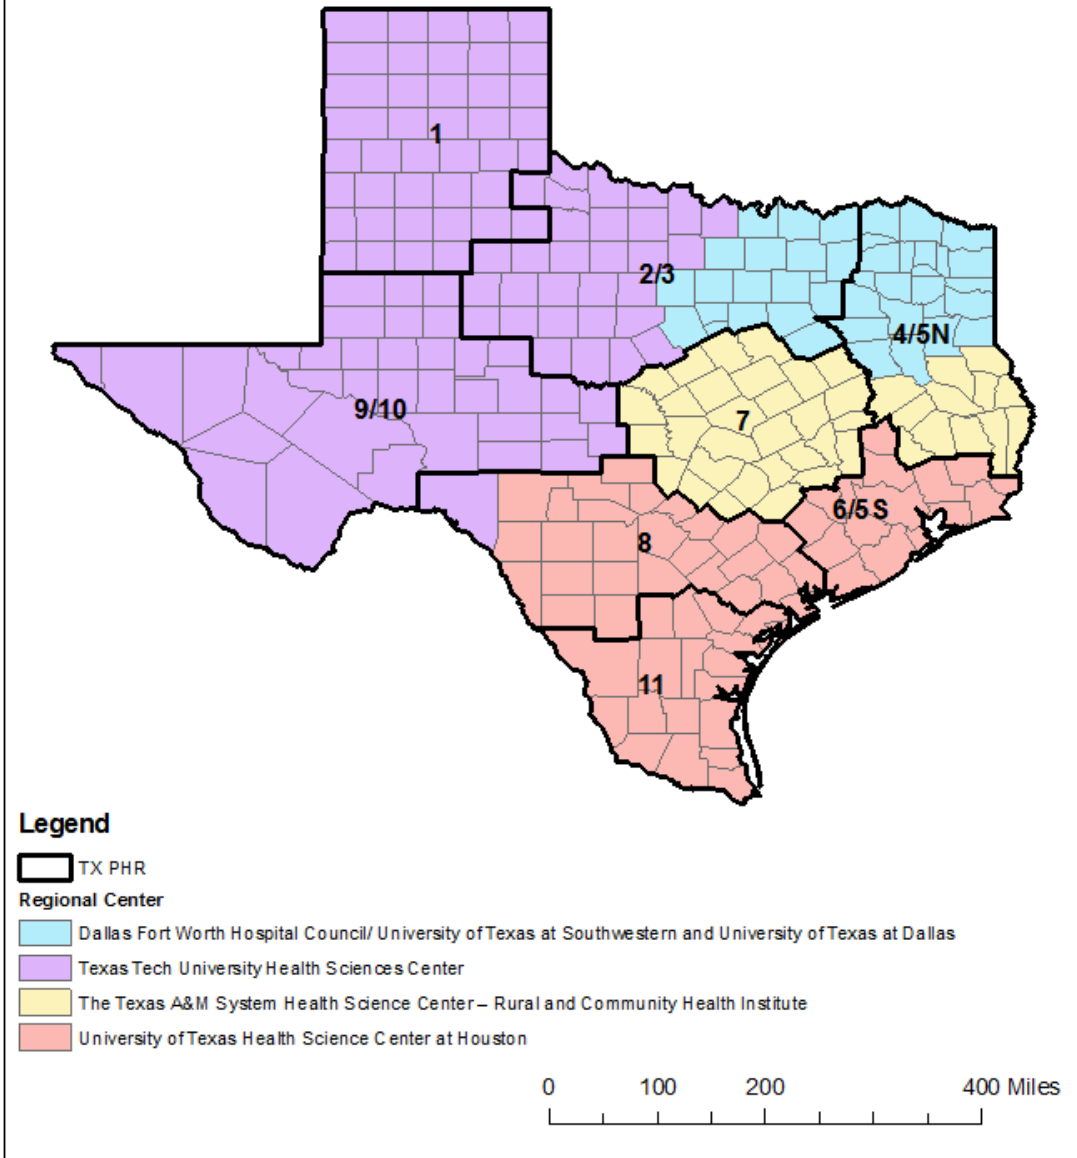 1
2/3
4/5N
9/10
7
6/5 S
8
11
Legend
TX PHR
Regional Center
Dallas Fort Worth Hospital Council/ University of Texas at Southwestern and University of Texas at Dallas
Texas Tech University Health Sciences Center
The Texas A&M System Health Science Center – Rural and Community Health Institute
University of Texas Health Science Center at Houston
0 100 200 400 Miles